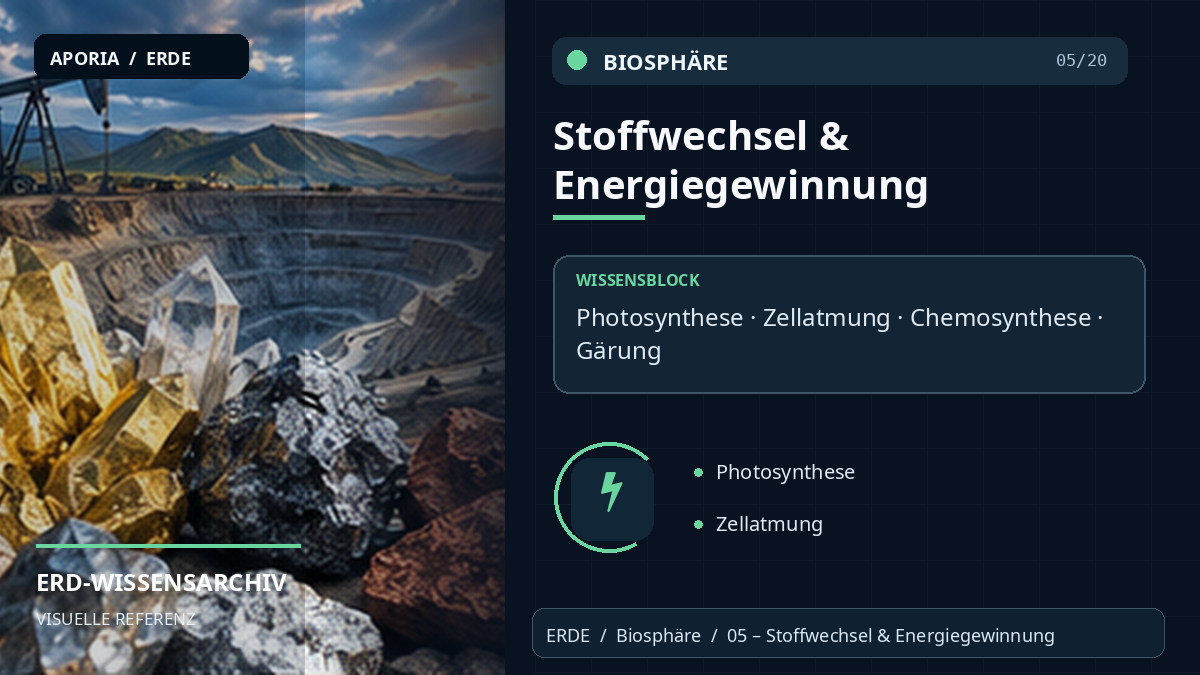 APORIA / ERDE
BIOSPHÄRE
05/20
Stoffwechsel &
Energiegewinnung
WISSENSBLOCK
Photosynthese · Zellatmung · Chemosynthese ·
Gärung
Photosynthese
Zellatmung
ERD-WISSENSARCHIV
VISUELLE REFERENZ
ERDE / Biosphäre / 05 – Stoffwechsel & Energiegewinnung